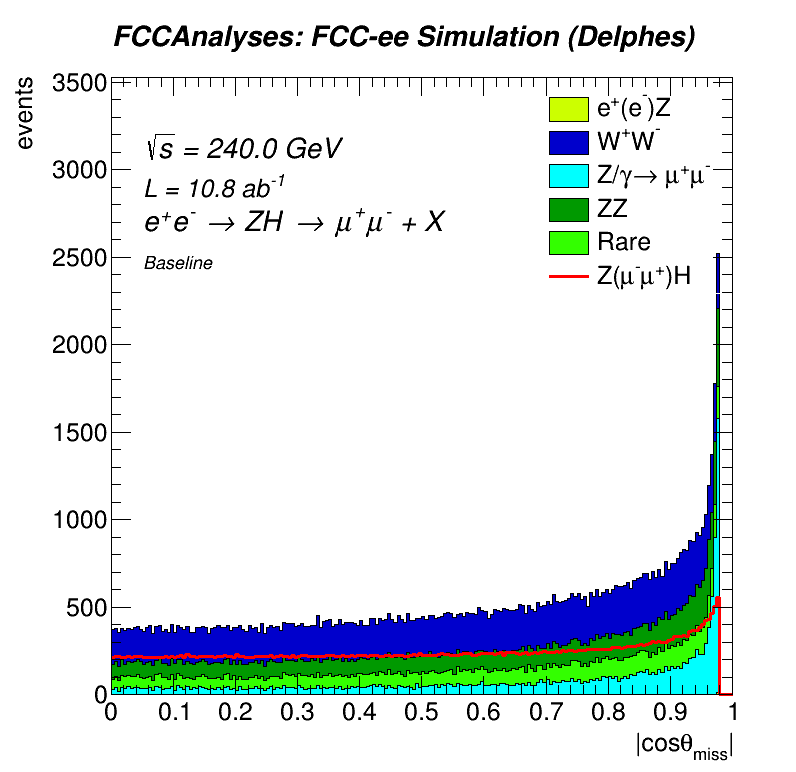 FCCAnalyses: FCC-ee Simulation (Delphes)
events
3500
3000
2500
2000
1500
1000
500
0
√s = 240.0 GeV
L = 10.8 ab⁻¹
e⁺e⁻ → ZH → μ⁺μ⁻ + X
Baseline
e⁺(e⁻)Z
W⁺W⁻
Z/γ→ μ⁺μ⁻
ZZ
Rare
Z(μ⁻μ⁺)H
0 0.1 0.2 0.3 0.4 0.5 0.6 0.7 0.8 0.9 1
|cosθ_miss|